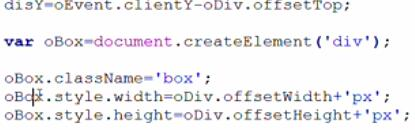 disY=oEvent.clientY-oDiv.offsetTop;
var oBox=document.createElement('div');
oBox.className='box';
oBox.style.width=oDiv.offsetWidth+'px';
oBox.style.height=oDiv.offsetHeight+'px';